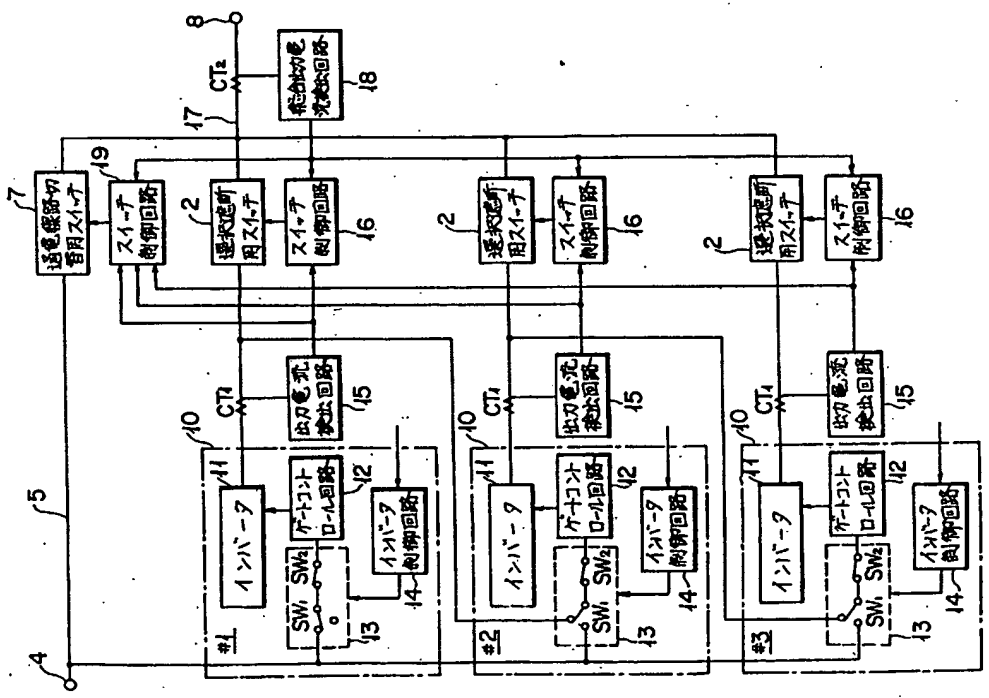 4
5
7
通電線路切
替用スイッチ
19
スイッチ
制御回路
17
CT2
8
総合出力電
流検出回路
18
2
選択遮断
用スイッチ
スイッチ
制御回路
16
CT1
出力電流
検出回路
15
10
11
インバータ
ゲートコント
ロール回路
12
インバータ
制御回路
14
SW1 SW2
13
#1
2
選択遮断
用スイッチ
スイッチ
制御回路
16
CT1
出力電流
検出回路
15
10
11
インバータ
ゲートコント
ロール回路
12
インバータ
制御回路
14
SW1 SW2
13
#2
2
選択遮断
用スイッチ
スイッチ
制御回路
16
CT1
出力電流
検出回路
15
10
11
インバータ
ゲートコント
ロール回路
12
インバータ
制御回路
14
SW1 SW2
13
#3